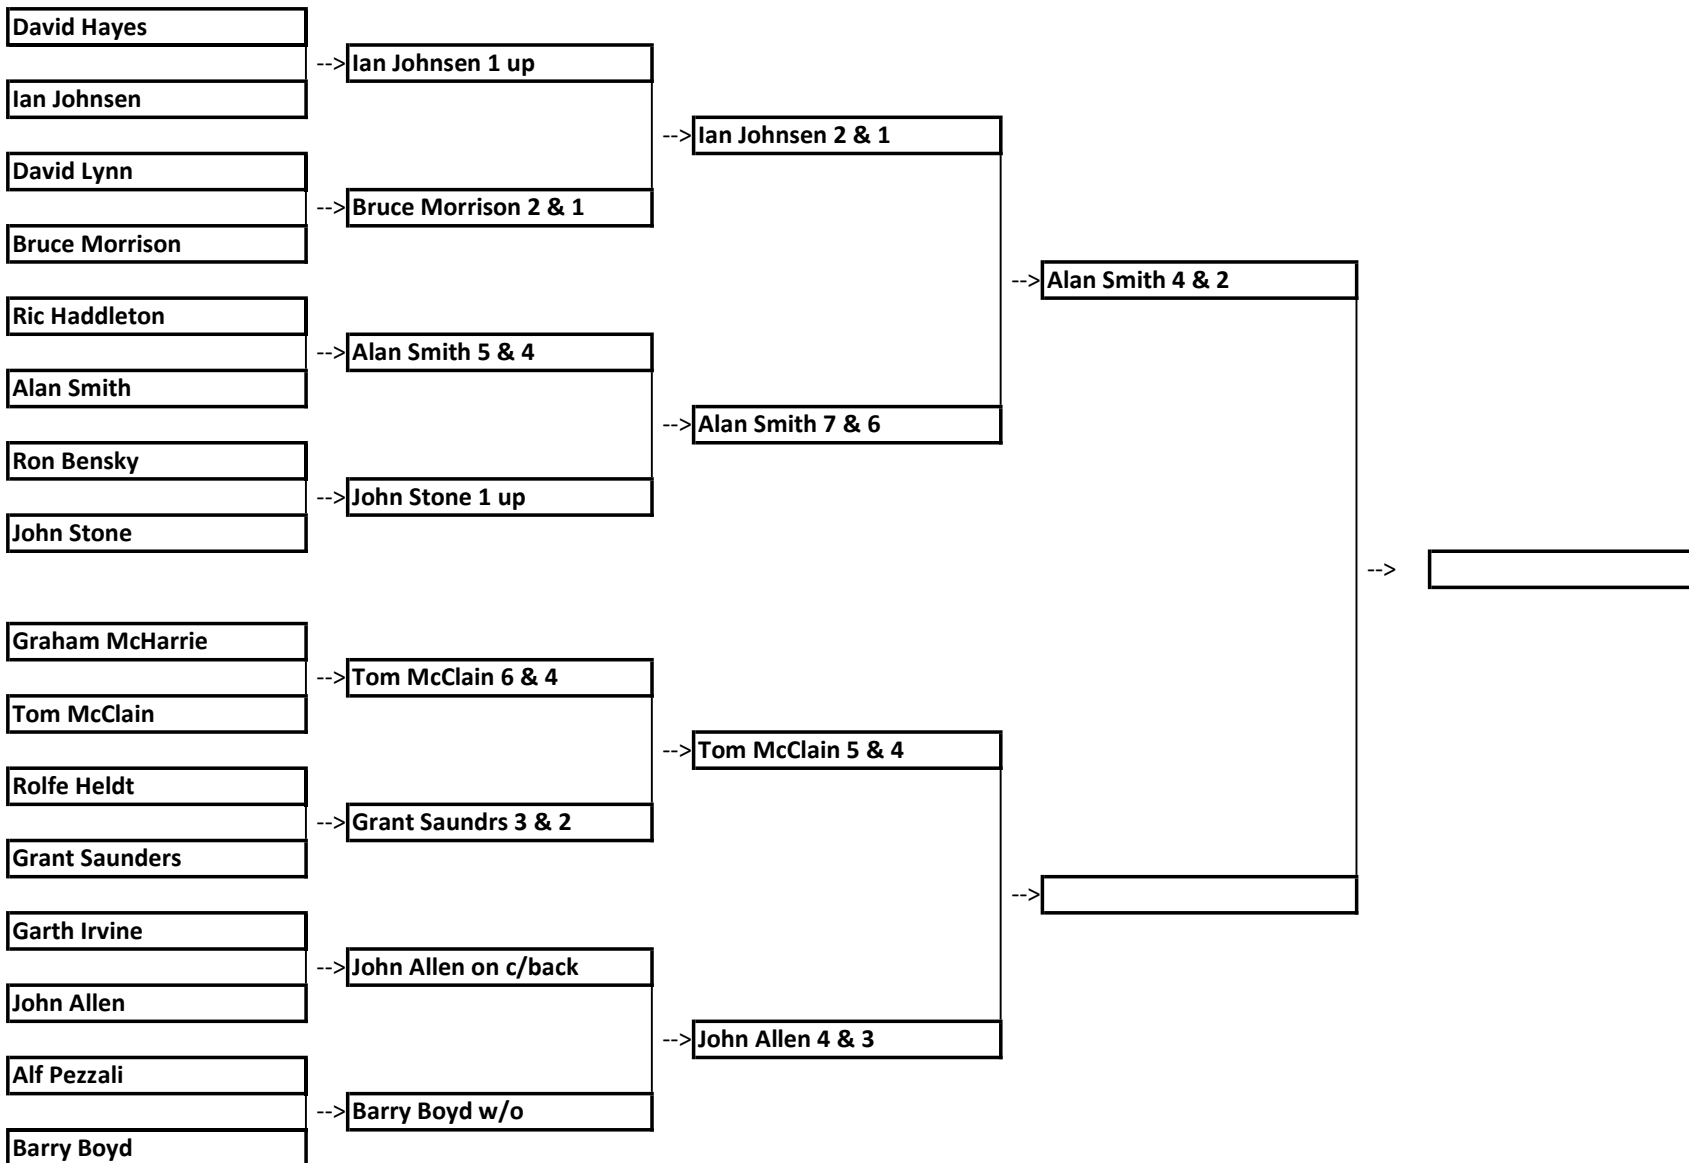 David Hayes
--> Ian Johnsen 1 up
Ian Johnsen
--> Ian Johnsen 2 & 1
David Lynn
--> Bruce Morrison 2 & 1
Bruce Morrison
--> Alan Smith 4 & 2
Ric Haddleton
--> Alan Smith 5 & 4
Alan Smith
--> Alan Smith 7 & 6
Ron Bensky
--> John Stone 1 up
John Stone
-->
Graham McHarrie
--> Tom McClain 6 & 4
Tom McClain
--> Tom McClain 5 & 4
Rolfe Heldt
--> Grant Saundrs 3 & 2
Grant Saunders
-->
Garth Irvine
--> John Allen on c/back
John Allen
--> John Allen 4 & 3
Alf Pezzali
--> Barry Boyd w/o
Barry Boyd